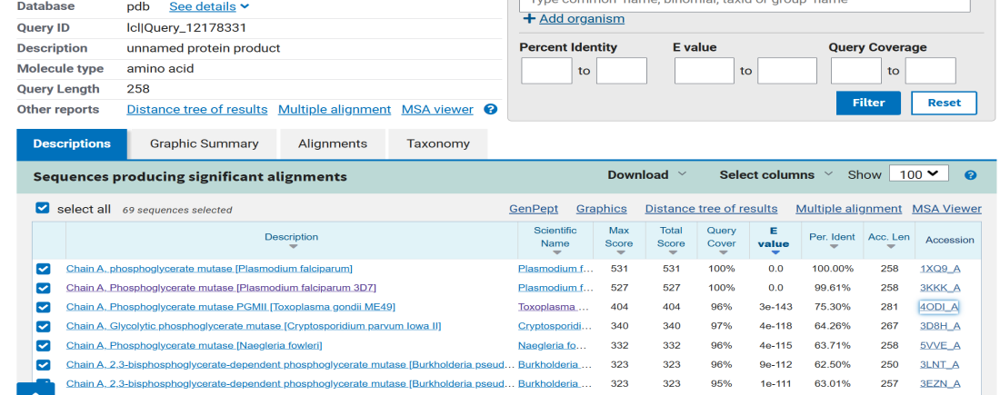 Type common name, binomial, taxid or group name
Database pdb See details
+ Add organism
Query ID lcl|Query_12178331
Description unnamed protein product
Percent Identity E value Query Coverage
Molecule type amino acid
to to to
Query Length 258
Filter Reset
Other reports Distance tree of results Multiple alignment MSA viewer ?
Descriptions Graphic Summary Alignments Taxonomy
Sequences producing significant alignments Download Select columns Show 100 ?
select all 69 sequences selected GenPept Graphics Distance tree of results Multiple alignment MSA Viewer
Description Scientific Name Max Score Total Score Query Cover E value Per. Ident Acc. Len Accession
Chain A, phosphoglycerate mutase [Plasmodium falciparum] Plasmodium f... 531 531 100% 0.0 100.00% 258 1XQ9_A
Chain A, Phosphoglycerate mutase [Plasmodium falciparum 3D7] Plasmodium f... 527 527 100% 0.0 99.61% 258 3KKK_A
Chain A, Phosphoglycerate mutase PGMII [Toxoplasma gondii ME49] Toxoplasma ... 404 404 96% 3e-143 75.30% 281 4ODI_A
Chain A, Glycolytic phosphoglycerate mutase [Cryptosporidium parvum Iowa II] Cryptosporidi... 340 340 97% 4e-118 64.26% 267 3D8H_A
Chain A, Phosphoglycerate mutase [Naegleria fowleri] Naegleria fo... 332 332 96% 4e-115 63.71% 258 5VVE_A
Chain A, 2,3-bisphosphoglycerate-dependent phosphoglycerate mutase [Burkholderia pseud... Burkholderia ... 323 323 96% 9e-112 62.50% 250 3LNT_A
Chain A, 2,3-bisphosphoglycerate-dependent phosphoglycerate mutase [Burkholderia pseud... Burkholderia ... 323 323 95% 1e-111 63.01% 257 3EZN_A